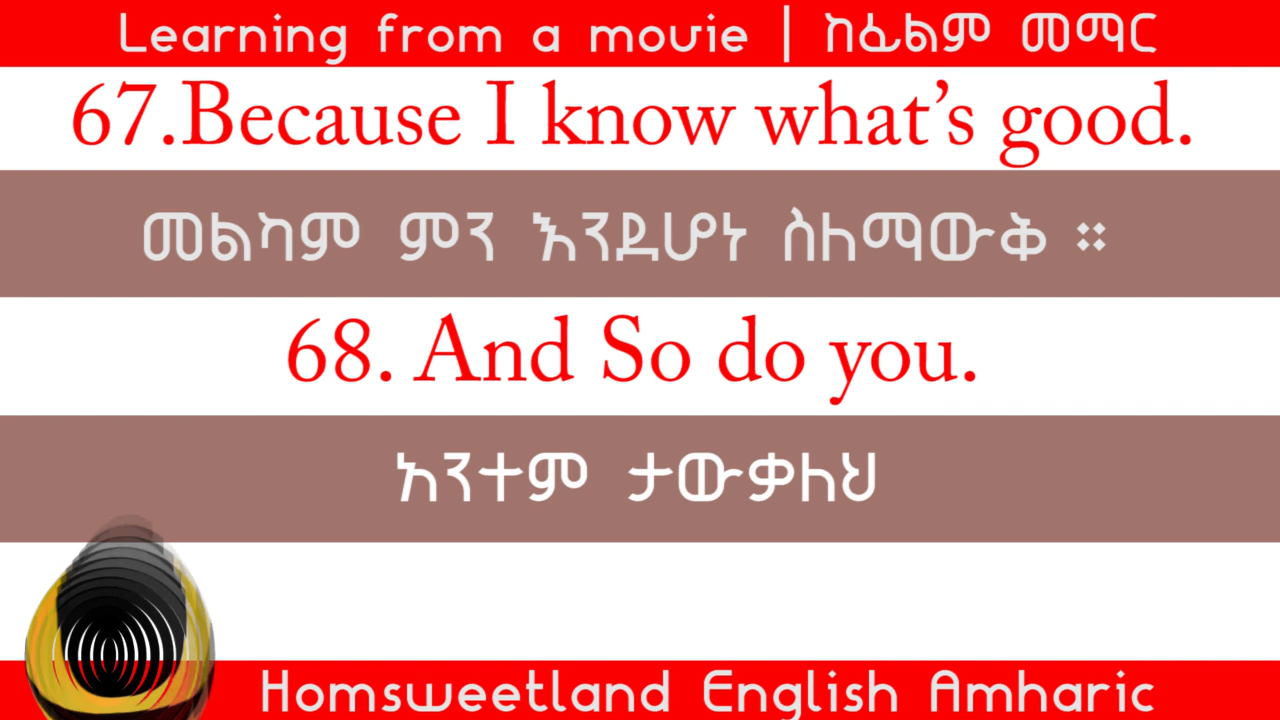 Learning from a movie | ከፊልም መማር
67.Because I know what’s good.
መልካም ምን እንደሆነ ስለማውቅ ።
68. And So do you.
አንተም ታውቃለህ
Homsweetland English Amharic